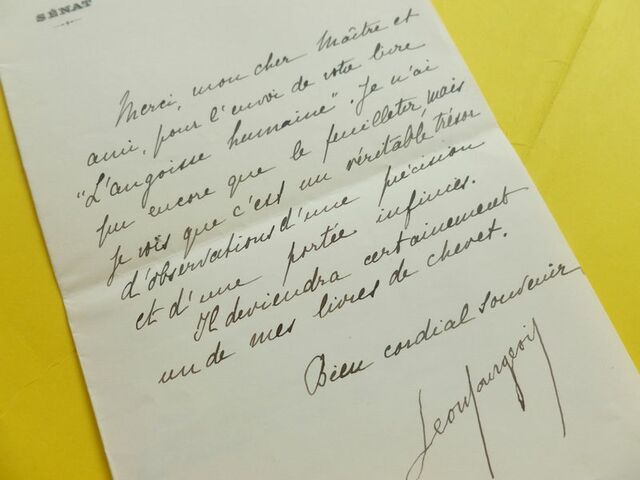 SÉNAT
Merci, mon cher Maître et
ami, pour l'envoi de votre livre
"L'angoisse humaine". Je n'ai
pu encore que le feuilleter, mais
je vois que c'est un véritable trésor
d'observations d'une précision
et d'une portée infinies.
Il deviendra certainement
un de mes livres de chevet.
Bien cordial souvenir
Léon Bourgeois